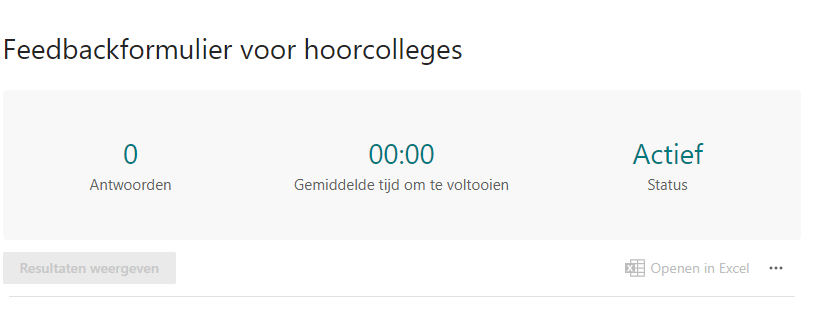 Feedbackformulier voor hoorcolleges
0
Antwoorden
00:00
Gemiddelde tijd om te voltooien
Actief
Status
Resultaten weergeven
Openen in Excel